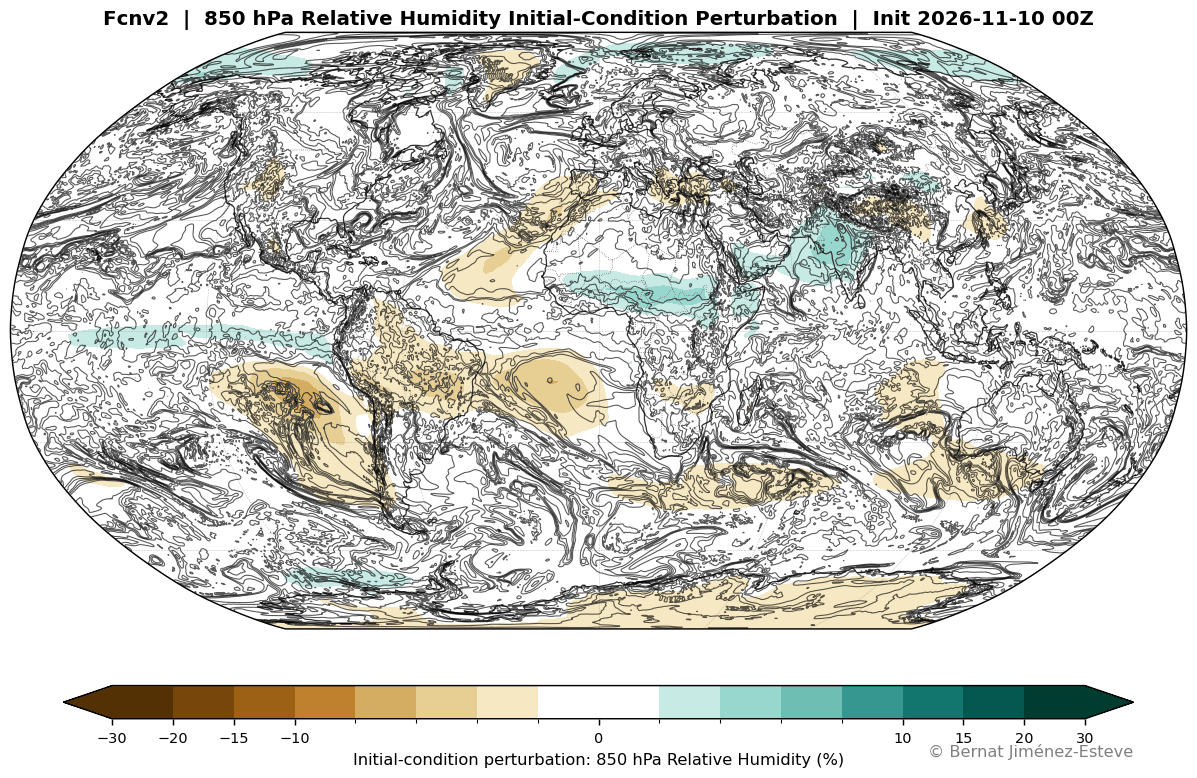 Fcnv2 | 850 hPa Relative Humidity Initial-Condition Perturbation | Init 2026-11-10 00Z
−30 −20 −15 −10 0 10 15 20 30
Initial-condition perturbation: 850 hPa Relative Humidity (%)
© Bernat Jiménez-Esteve